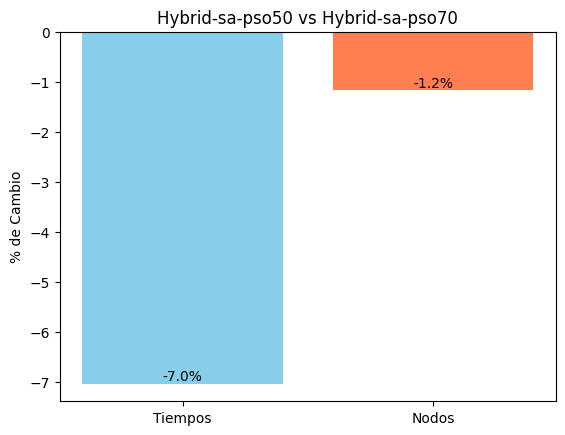 Hybrid-sa-pso50 vs Hybrid-sa-pso70
% de Cambio
0
−1
−2
−3
−4
−5
−6
−7
-7.0%
-1.2%
Tiempos
Nodos